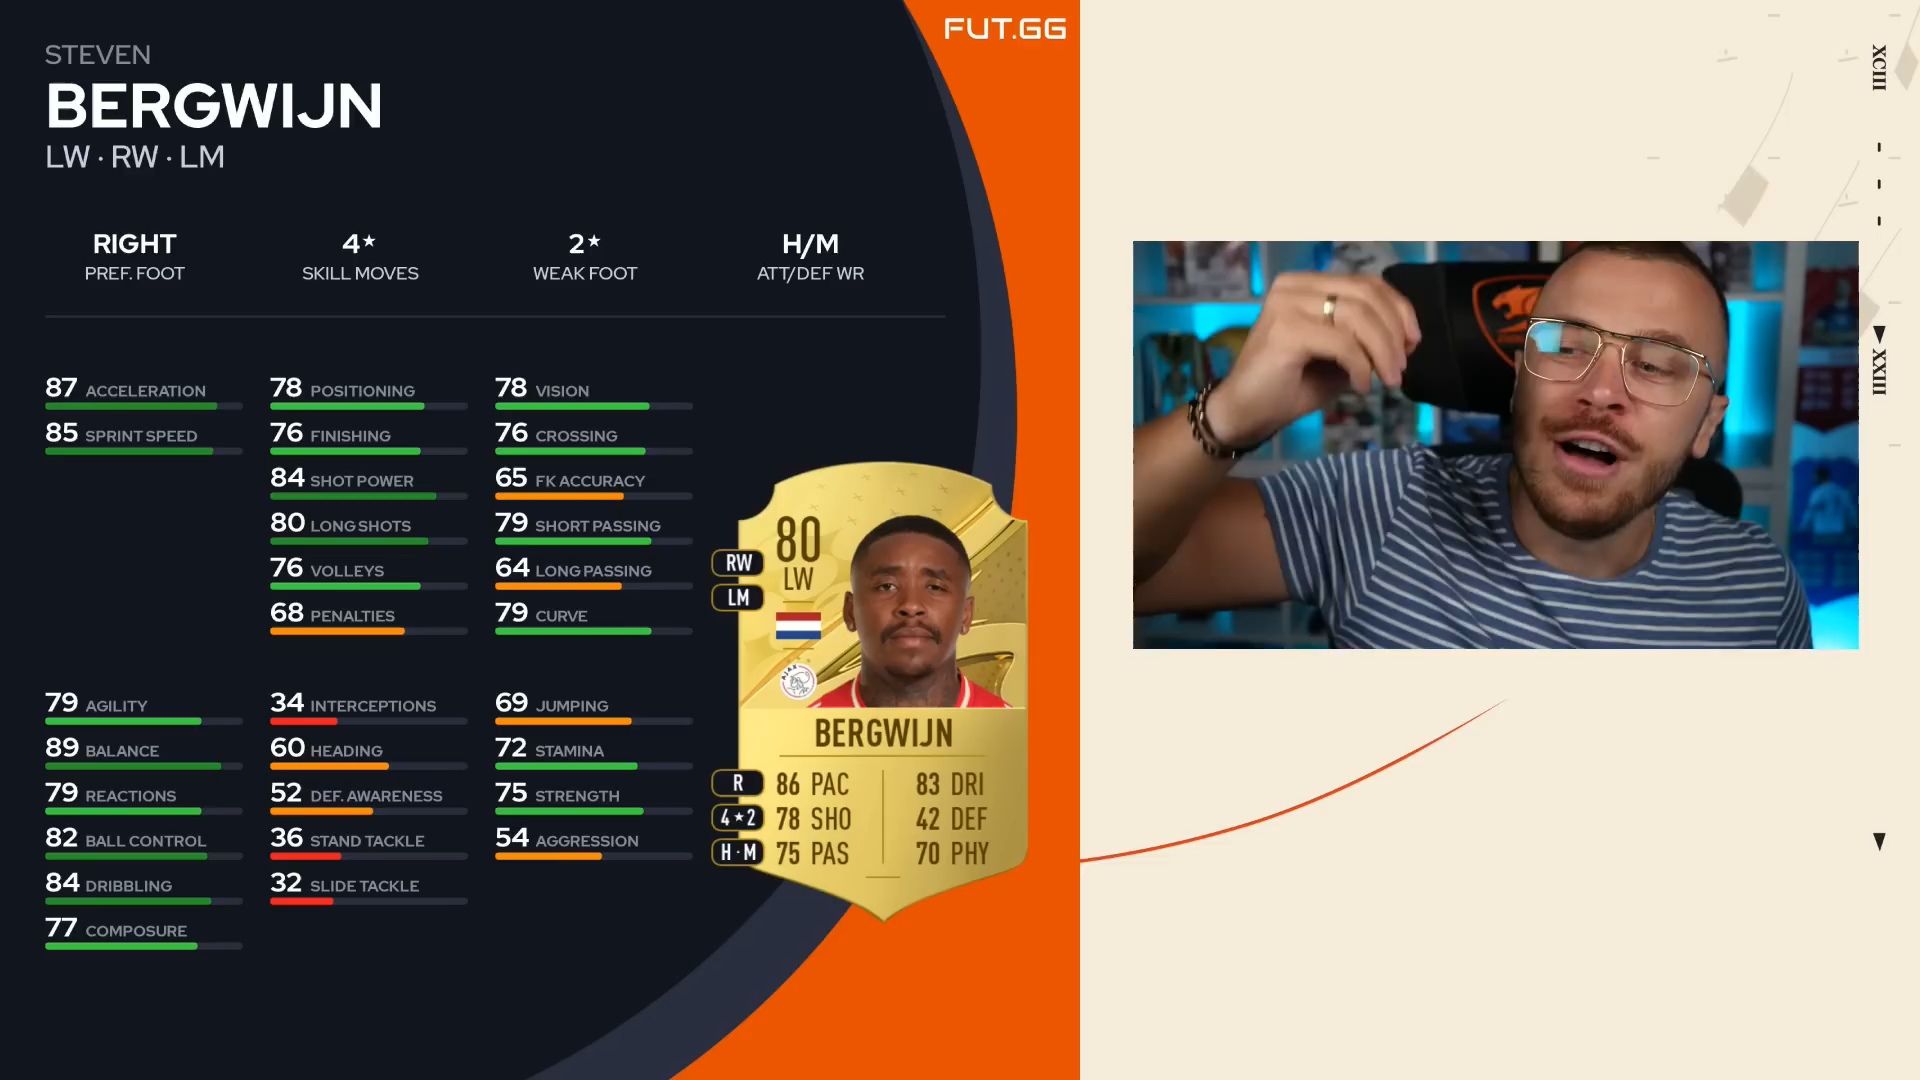 FUT.GG
STEVEN
BERGWIJN
LW · RW · LM
RIGHT
PREF. FOOT
4★
SKILL MOVES
2★
WEAK FOOT
H/M
ATT/DEF WR
87 ACCELERATION
85 SPRINT SPEED
78 POSITIONING
76 FINISHING
84 SHOT POWER
80 LONG SHOTS
76 VOLLEYS
68 PENALTIES
78 VISION
76 CROSSING
65 FK ACCURACY
79 SHORT PASSING
64 LONG PASSING
79 CURVE
79 AGILITY
89 BALANCE
79 REACTIONS
82 BALL CONTROL
84 DRIBBLING
77 COMPOSURE
34 INTERCEPTIONS
60 HEADING
52 DEF. AWARENESS
36 STAND TACKLE
32 SLIDE TACKLE
69 JUMPING
72 STAMINA
75 STRENGTH
54 AGGRESSION
80
LW
RW
LM
AJAX
BERGWIJN
R
4★2
H·M
86 PAC
78 SHO
75 PAS
83 DRI
42 DEF
70 PHY
XCIII
XXIII